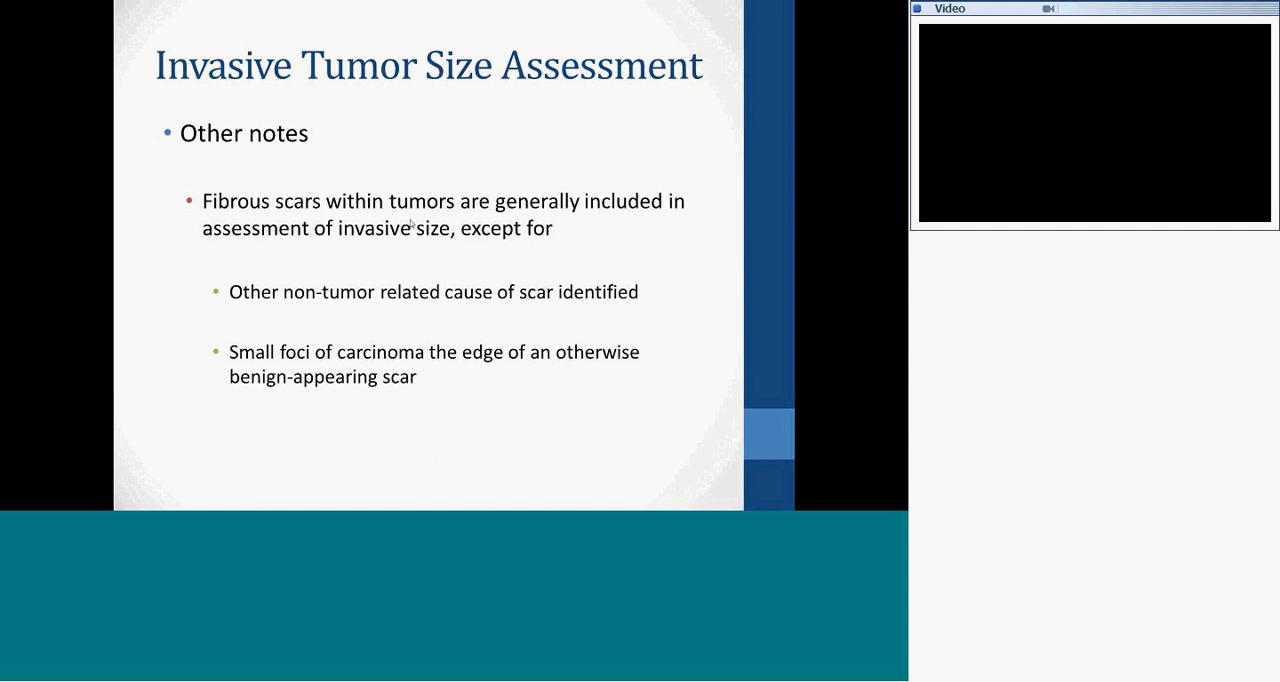 Video
Invasive Tumor Size Assessment
• Other notes
• Fibrous scars within tumors are generally included in
assessment of invasive size, except for
• Other non-tumor related cause of scar identified
• Small foci of carcinoma the edge of an otherwise
benign-appearing scar